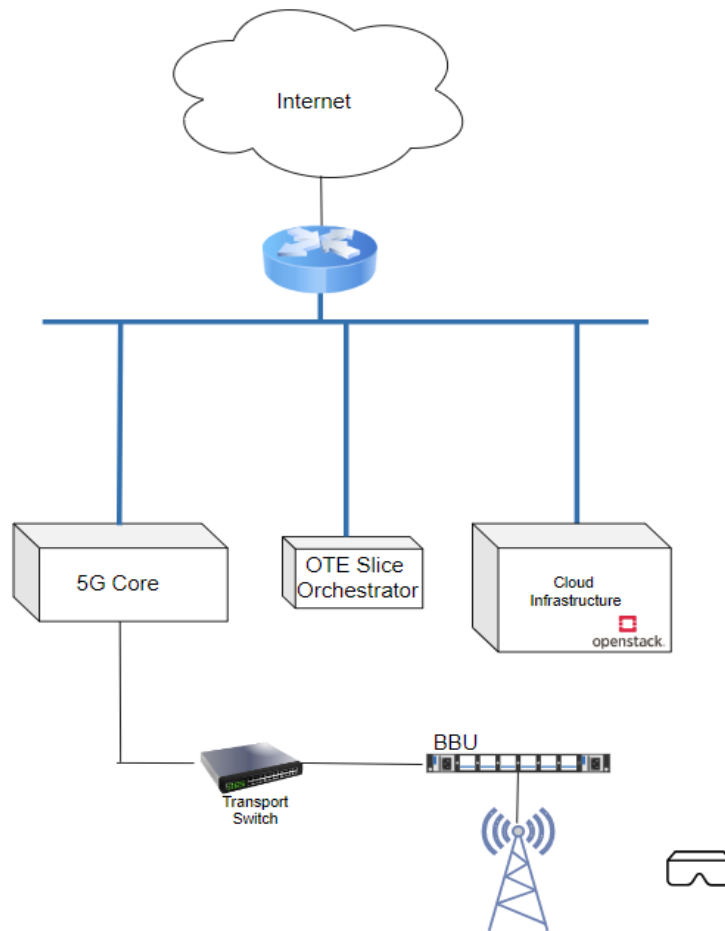 Internet
5G Core
OTE Slice
Orchestrator
Cloud
Infrastructure
openstack.
BBU
Transport
Switch